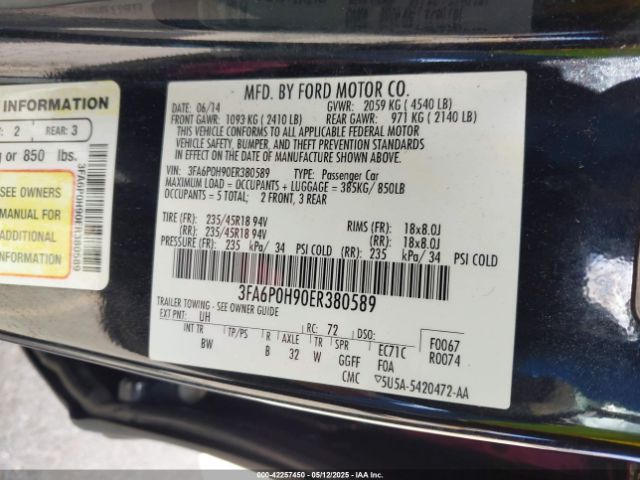 INFORMATION
2 REAR: 3
or 850 lbs.
SEE OWNERS
MANUAL FOR
ADDITIONAL
INFORMATION
3FA6P0H90ER380589
MFD. BY FORD MOTOR CO.
DATE: 06/14 GVWR: 2059 KG ( 4540 LB)
FRONT GAWR: 1093 KG ( 2410 LB) REAR GAWR: 971 KG ( 2140 LB)
THIS VEHICLE CONFORMS TO ALL APPLICABLE FEDERAL MOTOR
VEHICLE SAFETY, BUMPER, AND THEFT PREVENTION STANDARDS
IN EFFECT ON THE DATE OF MANUFACTURE SHOWN ABOVE.
VIN: 3FA6P0H90ER380589 TYPE: Passenger Car
MAXIMUM LOAD = OCCUPANTS + LUGGAGE = 385KG/850LB
OCCUPANTS = 5 TOTAL; 2 FRONT, 3 REAR
TIRE (FR): 235/45R18 94V RIMS (FR): 18x8.0J
(RR): 235/45R18 94V (RR): 18x8.0J
PRESSURE (FR): 235 kPa/ 34 PSI COLD (RR): 235 kPa/ 34 PSI COLD
3FA6P0H90ER380589
TRAILER TOWING - SEE OWNER GUIDE
EXT PNT: UH RC: 72 DSO: F0067
INT TR TP/PS R AXLE TR SPR EC71C R0074
BW B 32 W GGFF F0A
CMC 5U5A-5420472-AA
000-42257450 - 05/12/2025 - IAAI.COM